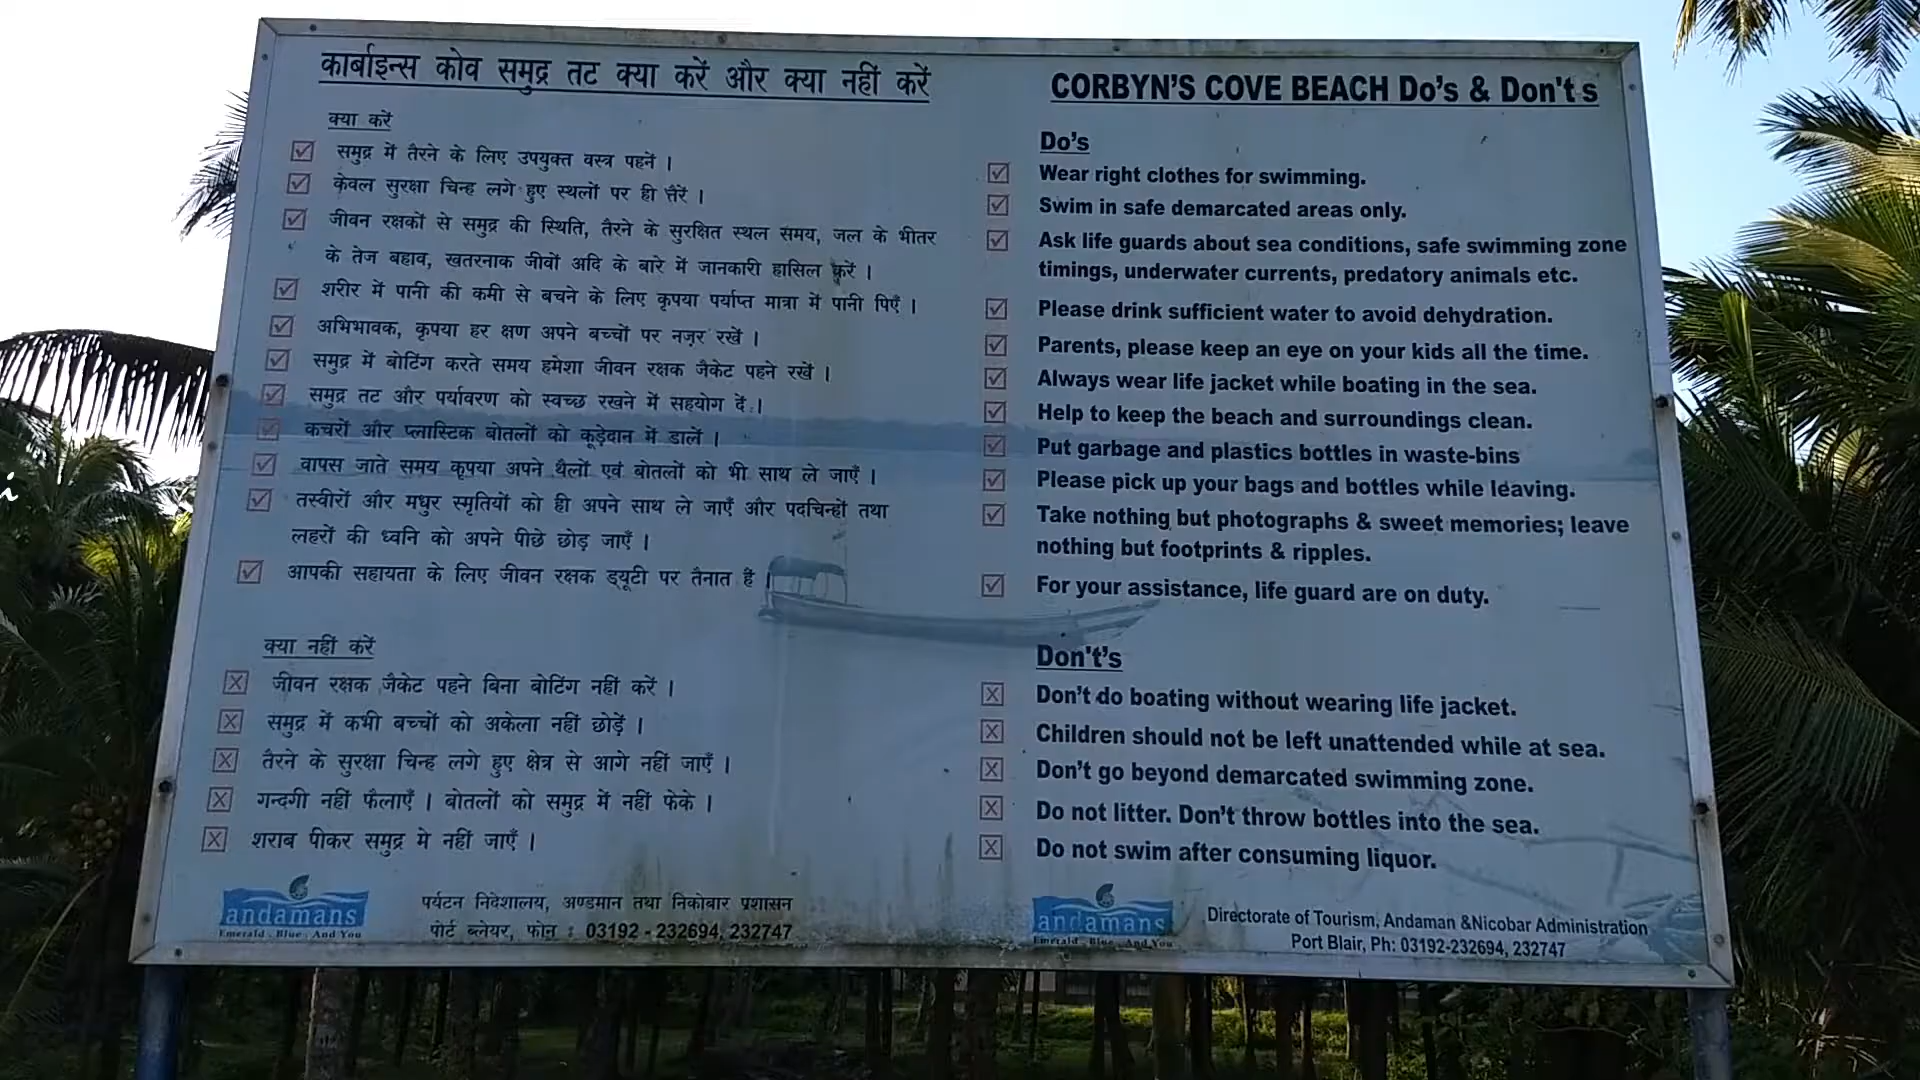 कार्बाइन्स कोव समुद्र तट क्या करें और क्या नहीं करें
क्या करें
समुद्र में तैरने के लिए उपयुक्त वस्त्र पहनें ।
केवल सुरक्षा चिन्ह लगे हुए स्थलों पर ही तैरें ।
जीवन रक्षकों से समुद्र की स्थिति, तैरने के सुरक्षित स्थल समय, जल के भीतर
के तेज बहाव, खतरनाक जीवों अदि के बारे में जानकारी हासिल करें ।
शरीर में पानी की कमी से बचने के लिए कृपया पर्याप्त मात्रा में पानी पिएँ ।
अभिभावक, कृपया हर क्षण अपने बच्चों पर नज़र रखें ।
समुद्र में बोटिंग करते समय हमेशा जीवन रक्षक जैकेट पहने रखें ।
समुद्र तट और पर्यावरण को स्वच्छ रखने में सहयोग दें ।
कचरों और प्लास्टिक बोतलों को कूड़ेदान में डालें ।
वापस जाते समय कृपया अपने थैलों एवं बोतलों को भी साथ ले जाएँ ।
तस्वीरों और मधुर स्मृतियों को ही अपने साथ ले जाएँ और पदचिन्हों तथा
लहरों की ध्वनि को अपने पीछे छोड़ जाएँ ।
आपकी सहायता के लिए जीवन रक्षक ड्यूटी पर तैनात हैं ।
क्या नहीं करें
जीवन रक्षक जैकेट पहने बिना बोटिंग नहीं करें ।
समुद्र में कभी बच्चों को अकेला नहीं छोड़ें ।
तैरने के सुरक्षा चिन्ह लगे हुए क्षेत्र से आगे नहीं जाएँ ।
गन्दगी नहीं फैलाएँ । बोतलों को समुद्र में नहीं फेके ।
शराब पीकर समुद्र मे नहीं जाएँ ।
andamans
Emerald . Blue . And You
पर्यटन निदेशालय, अण्डमान तथा निकोबार प्रशासन
पोर्ट ब्लेयर, फोन : 03192 - 232694, 232747
CORBYN'S COVE BEACH Do's & Don't s
Do's
Wear right clothes for swimming.
Swim in safe demarcated areas only.
Ask life guards about sea conditions, safe swimming zone
timings, underwater currents, predatory animals etc.
Please drink sufficient water to avoid dehydration.
Parents, please keep an eye on your kids all the time.
Always wear life jacket while boating in the sea.
Help to keep the beach and surroundings clean.
Put garbage and plastics bottles in waste-bins
Please pick up your bags and bottles while leaving.
Take nothing but photographs & sweet memories; leave
nothing but footprints & ripples.
For your assistance, life guard are on duty.
Don't's
Don't do boating without wearing life jacket.
Children should not be left unattended while at sea.
Don't go beyond demarcated swimming zone.
Do not litter. Don't throw bottles into the sea.
Do not swim after consuming liquor.
andamans
Emerald . Blue . And You
Directorate of Tourism, Andaman &Nicobar Administration
Port Blair, Ph: 03192-232694, 232747
i